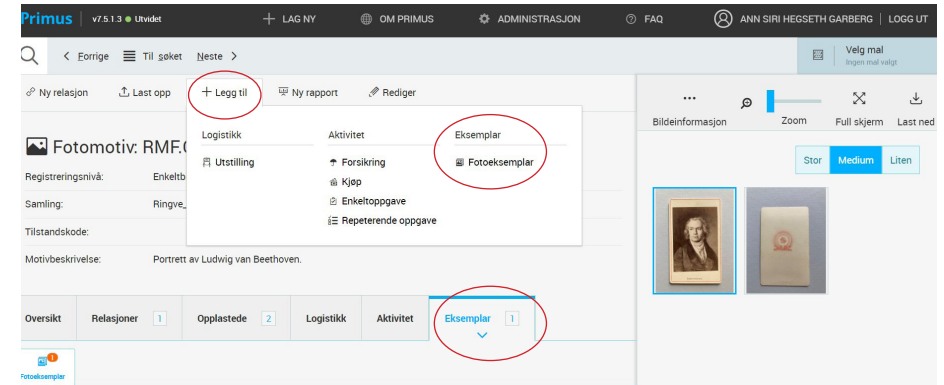 Primus v7.5.1.3 Utvidet LAG NY OM PRIMUS ADMINISTRASJON FAQ ANN SIRI HEGSETH GARBERG | LOGG UT
Forrige Til søket Neste Velg mal
Ingen mal valgt
Ny relasjon Last opp Legg til Ny rapport Rediger
Bildeinformasjon Zoom Full skjerm Last ned
Logistikk Aktivitet Eksemplar
Fotomotiv: RMF.
Utstilling Forsikring Fotoeksemplar
Stor Medium Liten
Registreringsnivå: Kjøp
Enkeltoppgave
Samling: Ringve_
Repeterende oppgave
Tilstandskode:
Motivbeskrivelse: Portrett av Ludwig van Beethoven.
Oversikt Relasjoner 1 Opplastede 2 Logistikk Aktivitet Eksemplar 1
1
Fotoeksemplar